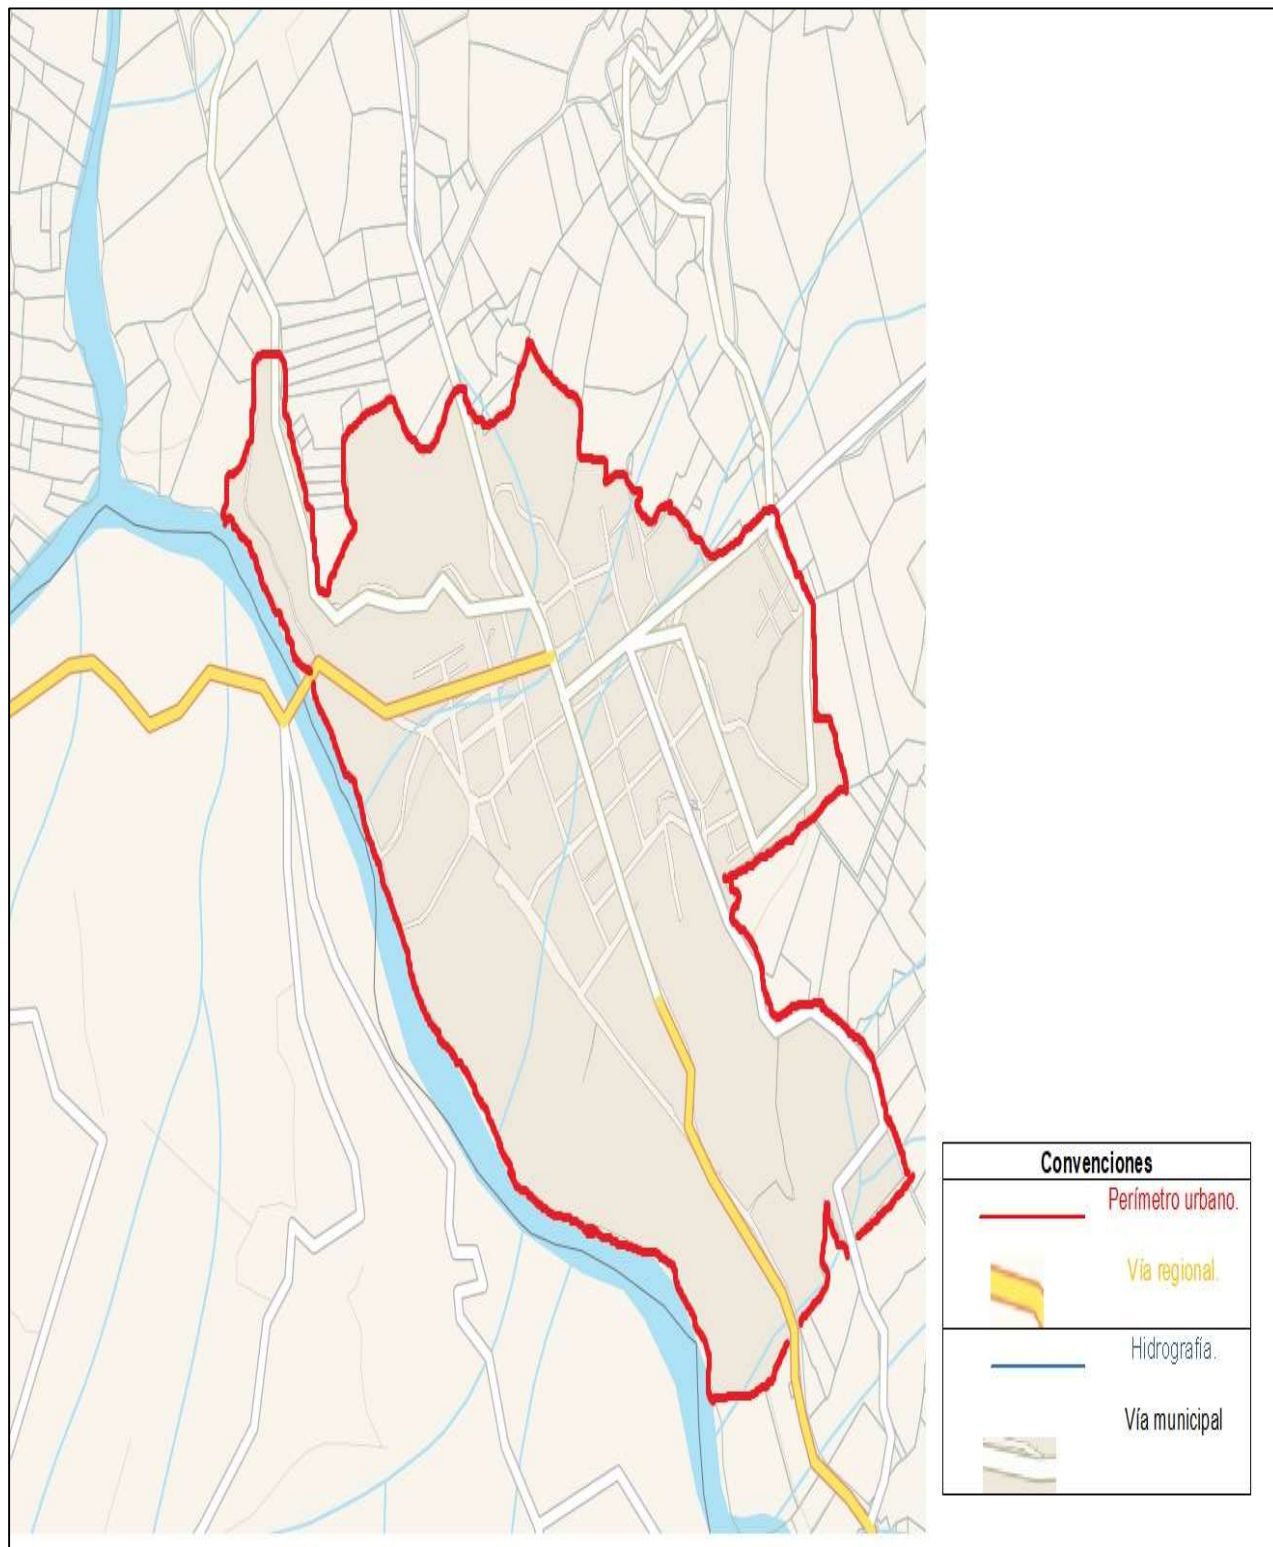 Convenciones
Perímetro urbano.
Vía regional.
Hidrografía.
Vía municipal